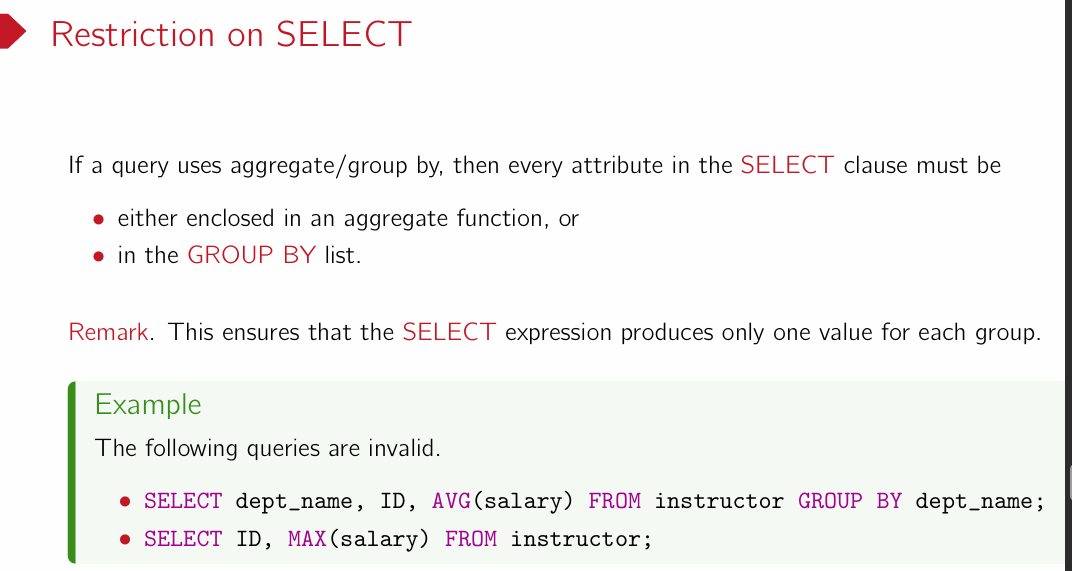 Restriction on SELECT
If a query uses aggregate/group by, then every attribute in the SELECT clause must be
• either enclosed in an aggregate function, or
• in the GROUP BY list.
Remark. This ensures that the SELECT expression produces only one value for each group.
Example
The following queries are invalid.
• SELECT dept_name, ID, AVG(salary) FROM instructor GROUP BY dept_name;
• SELECT ID, MAX(salary) FROM instructor;